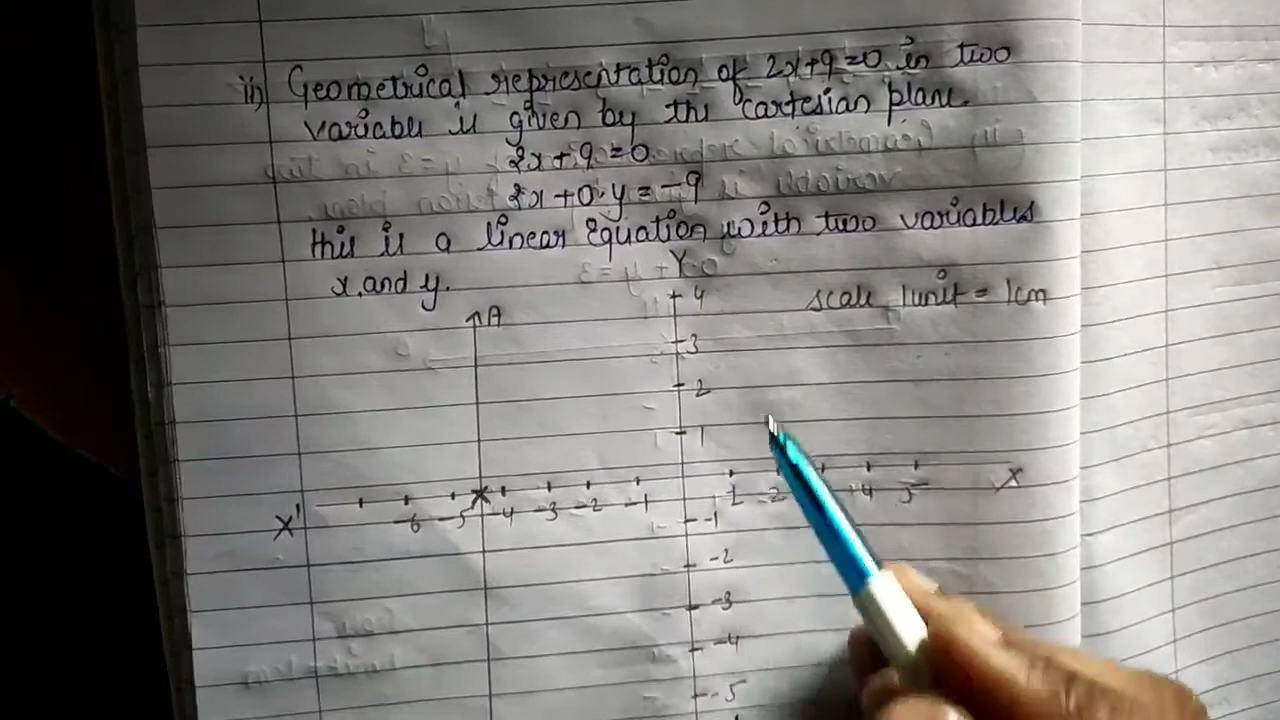 ii) Geometrical representation of 2x+9=0 in two
variables is given by the cartesian plane.
2x+9=0
2x+0.y=-9
this is a linear Equation with two variables
x and y.
Y
scale 1unit = 1cm
A
4
3
2
1
X' -6 -5 -4 -3 -2 -1 1 2 4 5 X
-1
-2
-3
-4
-5